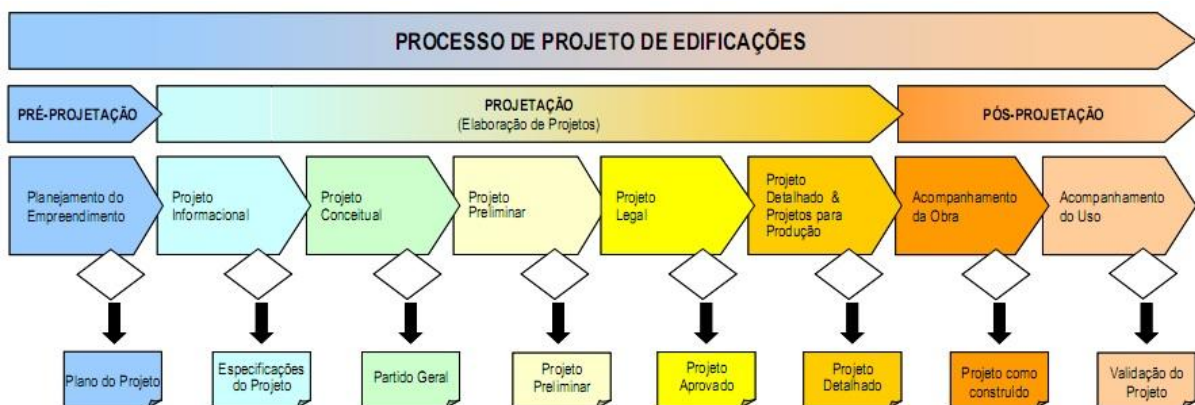 PROCESSO DE PROJETO DE EDIFICAÇÕES
PRÉ-PROJETAÇÃO
PROJETAÇÃO
(Elaboração de Projetos)
PÓS-PROJETAÇÃO
Planejamento do
Empreendimento
Projeto
Informacional
Projeto
Conceitual
Projeto
Preliminar
Projeto
Legal
Projeto
Detalhado &
Projetos para
Produção
Acompanhamento
da Obra
Acompanhamento
do Uso
Plano do Projeto
Especificações
do Projeto
Partido Geral
Projeto
Preliminar
Projeto
Aprovado
Projeto
Detalhado
Projeto como
construído
Validação do
Projeto